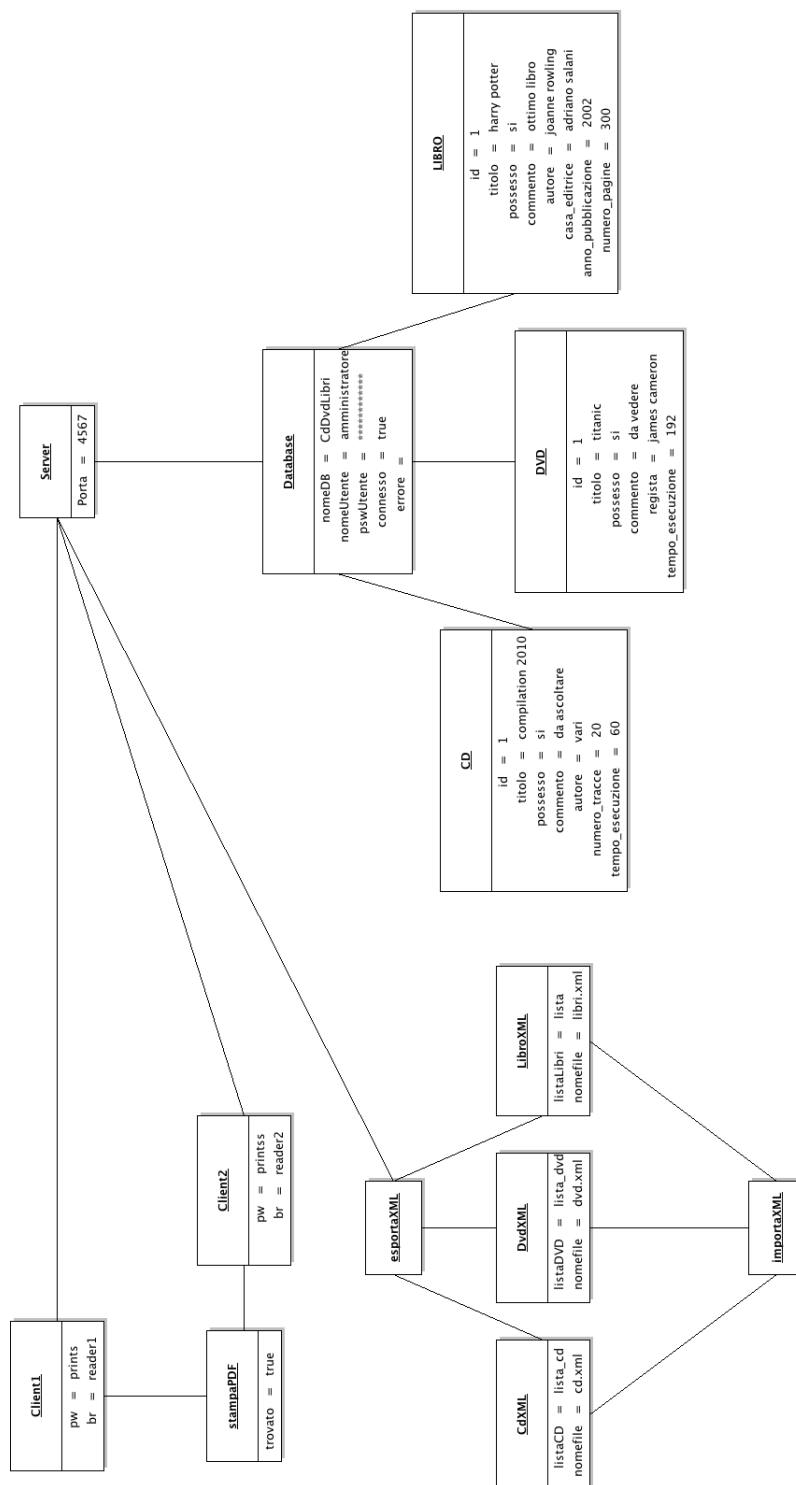 Client1
pw = prints
br = reader1
stampaPDF
trovato = true
Client2
pw = printss
br = reader2
Server
Porta = 4567
esportaXML
CdXML
listaCD = lista_cd
nomefile = cd.xml
DvdXML
listaDVD = lista_dvd
nomefile = dvd.xml
LibroXML
listaLibri = lista
nomefile = libri.xml
importaXML
Database
nomeDB = CdDvdLibri
nomeUtente = amministratore
pswUtente = *************
connesso = true
errore =
CD
id = 1
titolo = compilation 2010
possesso = si
commento = da ascoltare
autore = vari
numero_tracce = 20
tempo_esecuzione = 60
DVD
id = 1
titolo = titanic
possesso = si
commento = da vedere
regista = james cameron
tempo_esecuzione = 192
LIBRO
id = 1
titolo = harry potter
possesso = si
commento = ottimo libro
autore = joanne rowling
casa_editrice = adriano salani
anno_pubblicazione = 2002
numero_pagine = 300